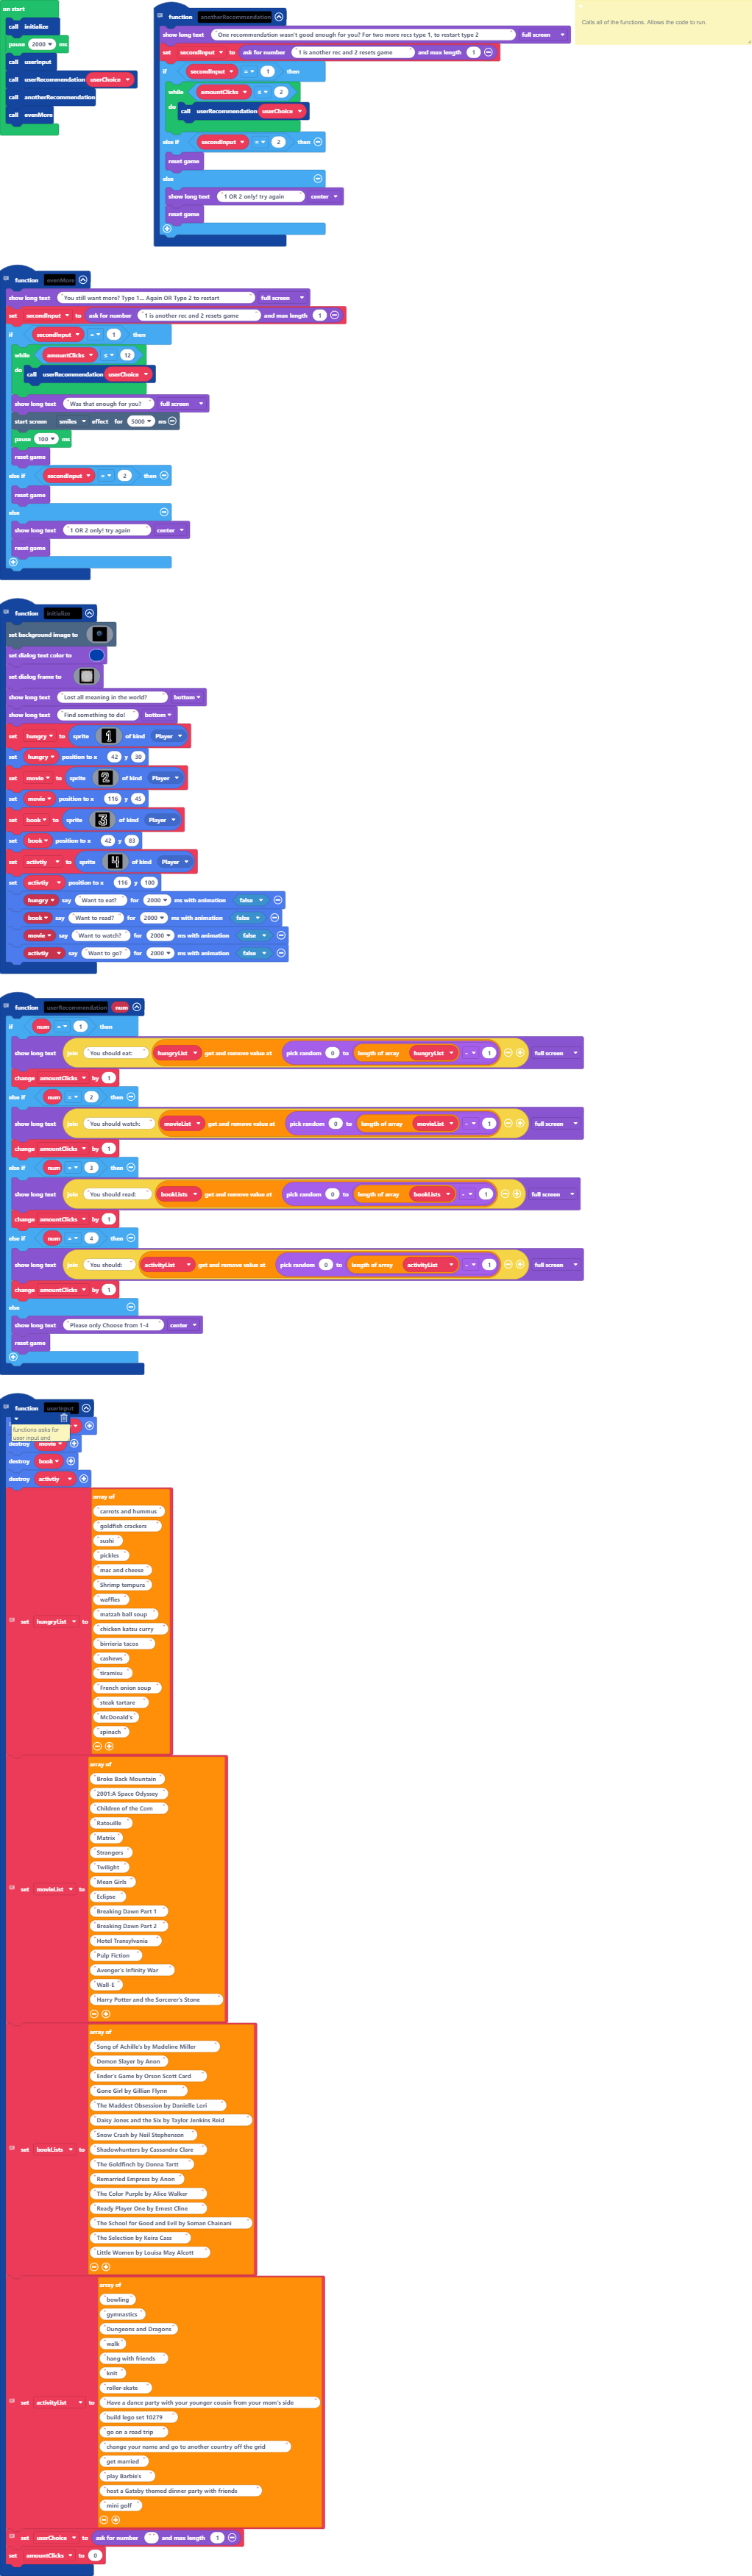 on start
call initialize
pause 2000 ms
call userInput
call userRecommendation userChoice
call anotherRecommendation
call evenMore
function anotherRecommendation
show long text "One recommendation wasn't good enough for you? For two more recs type 1, to restart type 2" full screen
set secondInput to ask for number "1 is another rec and 2 resets game" and max length 1
if secondInput = 1 then
while amountClicks ≤ 2
do call userRecommendation userChoice
else if secondInput = 2 then
reset game
else
show long text "1 OR 2 only! try again" center
reset game
Calls all of the functions. Allows the code to run.
function evenMore
show long text "You still want more? Type 1... Again OR Type 2 to restart" full screen
set secondInput to ask for number "1 is another rec and 2 resets game" and max length 1
if secondInput = 1 then
while amountClicks ≤ 12
do call userRecommendation userChoice
show long text "Was that enough for you?" full screen
start screen smiles effect for 5000 ms
pause 100 ms
reset game
else if secondInput = 2 then
reset game
else
show long text "1 OR 2 only! try again" center
reset game
function initialize
set background image to
set dialog text color to
set dialog frame to
show long text "Lost all meaning in the world?" bottom
show long text "Find something to do!" bottom
set hungry to sprite 1 of kind Player
set hungry position to x 42 y 30
set movie to sprite 2 of kind Player
set movie position to x 116 y 45
set book to sprite 3 of kind Player
set book position to x 42 y 83
set activtiy to sprite 4 of kind Player
set activtiy position to x 116 y 100
hungry say "Want to eat?" for 2000 ms with animation false
book say "Want to read?" for 2000 ms with animation false
movie say "Want to watch?" for 2000 ms with animation false
activtiy say "Want to go?" for 2000 ms with animation false
function userRecommendation num
if num = 1 then
show long text join "You should eat:" hungryList get and remove value at pick random 0 to length of array hungryList - 1 full screen
change amountClicks by 1
else if num = 2 then
show long text join "You should watch:" movieList get and remove value at pick random 0 to length of array movieList - 1 full screen
change amountClicks by 1
else if num = 3 then
show long text join "You should read:" bookLists get and remove value at pick random 0 to length of array bookLists - 1 full screen
change amountClicks by 1
else if num = 4 then
show long text join "You should:" activityList get and remove value at pick random 0 to length of array activityList - 1 full screen
change amountClicks by 1
else
show long text "Please only Choose from 1-4" center
reset game
function userInput
functions asks for
user input and
destroy movie
destroy book
destroy activtiy
set hungryList to array of
"carrots and hummus"
"goldfish crackers"
"sushi"
"pickles"
"mac and cheese"
"Shrimp tempura"
"waffles"
"matzah ball soup"
"chicken katsu curry"
"birrieria tacos"
"cashews"
"tiramisu"
"French onion soup"
"steak tartare"
"McDonald's"
"spinach"
set movieList to array of
"Broke Back Mountain"
"2001:A Space Odyssey"
"Children of the Corn"
"Ratouille"
"Matrix"
"Strangers"
"Twilight"
"Mean Girls"
"Eclipse"
"Breaking Dawn Part 1"
"Breaking Dawn Part 2"
"Hotel Transylvania"
"Pulp Fiction"
"Avenger's Infinity War"
"Wall-E"
"Harry Potter and the Sorcerer's Stone"
set bookLists to array of
"Song of Achille's by Madeline Miller"
"Demon Slayer by Anon"
"Ender's Game by Orson Scott Card"
"Gone Girl by Gillian Flynn"
"The Maddest Obsession by Danielle Lori"
"Daisy Jones and the Six by Taylor Jenkins Reid"
"Snow Crash by Neil Stephenson"
"Shadowhunters by Cassandra Clare"
"The Goldfinch by Donna Tartt"
"Remarried Empress by Anon"
"The Color Purple by Alice Walker"
"Ready Player One by Ernest Cline"
"The School for Good and Evil by Soman Chainani"
"The Selection by Keira Cass"
"Little Women by Louisa May Alcott"
set activityList to array of
"bowling"
"gymnastics"
"Dungeons and Dragons"
"walk"
"hang with friends"
"knit"
"roller-skate"
"Have a dance party with your younger cousin from your mom's side"
"build lego set 10279"
"go on a road trip"
"change your name and go to another country off the grid"
"get married"
"play Barbie's"
"host a Gatsby themed dinner party with friends"
"mini golf"
set userChoice to ask for number "" and max length 1
set amountClicks to 0